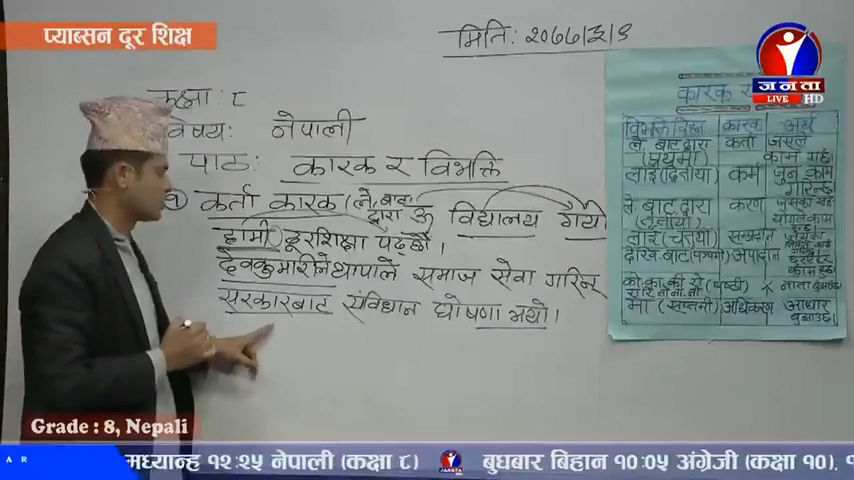 प्याब्सन दूर शिक्ष
मिति: २०७७/३/९
जनता
LIVE HD
कक्षा: ८
विषय: नेपाली
पाठ: कारक र विभक्ति
१ कर्ता कारक (ले, बाट, द्वारा) ऊ विद्यालय गयो
हामी दूरशिक्षा पढ्छौं।
देवकुमारी थापाले समाज सेवा गरिन्
सरकारबाट संविधान घोषणा भयो।
कारक र
विभक्ति चिह्न कारक अर्थ
ले बाट द्वारा (प्रथमा) कर्ता जसले काम गर्छ
लाई (द्वितीया) कर्म जुन काम गरिन्छ
ले बाट द्वारा (तृतीया) करण
लाई (चतुर्थी) सम्प्रदान
देखि बाट (पञ्चमी) अपादान
को का की रो (षष्ठी) × नाता बुझाउँछ
रा री नो ना नी
मा (सप्तमी) अधिकरण आधार बुझाउँछ
Grade : 8, Nepali
A R
मध्यान्ह १२:२५ नेपाली (कक्षा ८) JANATA बुधबार बिहान १०:०५ अंग्रेजी (कक्षा १०),